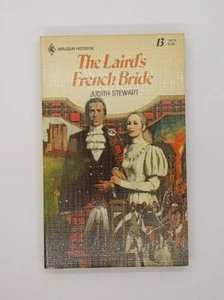 HARLEQUIN HISTORICAL
13
The Laird's
French Bride
JUDITH STEWART